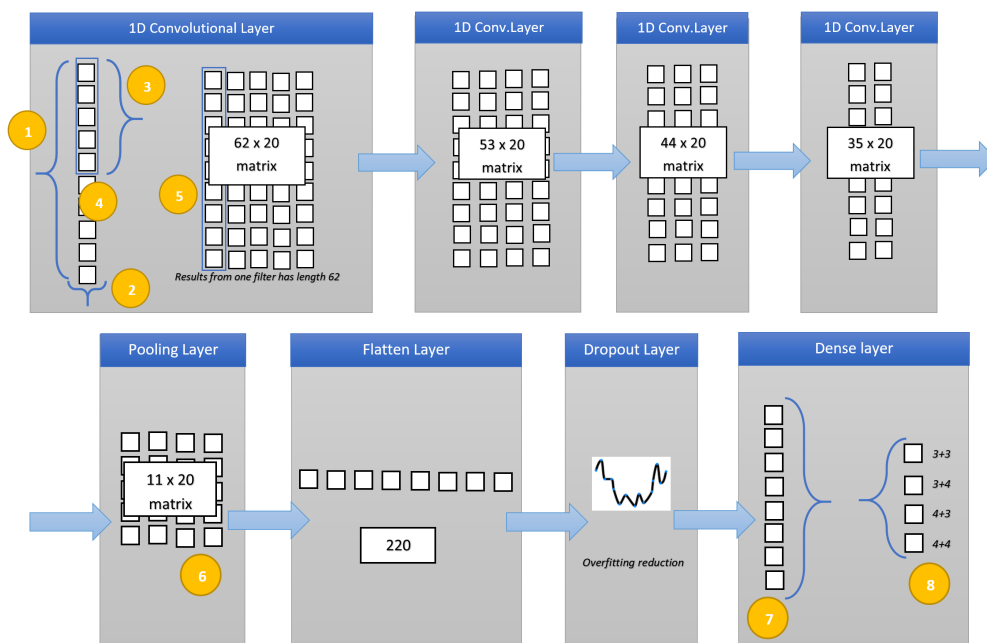 1D Convolutional Layer
1D Conv.Layer
1D Conv.Layer
1D Conv.Layer
1
2
3
4
5
62 x 20
matrix
Results from one filter has length 62
53 x 20
matrix
44 x 20
matrix
35 x 20
matrix
Pooling Layer
Flatten Layer
Dropout Layer
Dense layer
11 x 20
matrix
6
220
Overfitting reduction
7
3+3
3+4
4+3
4+4
8